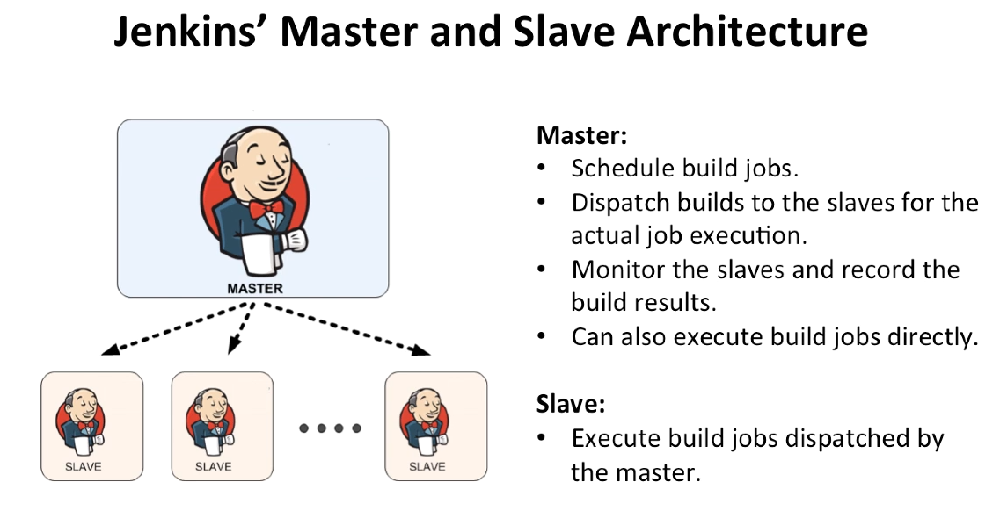 Jenkins’ Master and Slave Architecture
MASTER
SLAVE
SLAVE
SLAVE
Master:
• Schedule build jobs.
• Dispatch builds to the slaves for the
actual job execution.
• Monitor the slaves and record the
build results.
• Can also execute build jobs directly.
Slave:
• Execute build jobs dispatched by
the master.